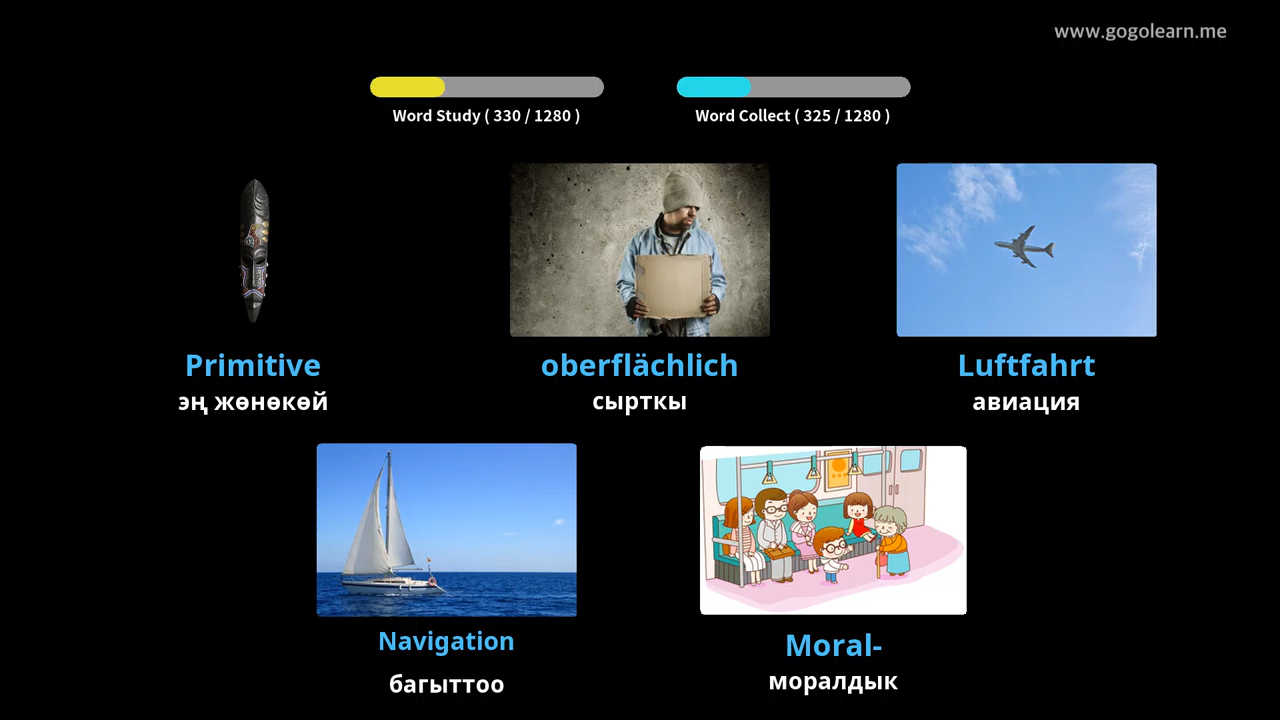 www.gogolearn.me
Word Study ( 330 / 1280 )
Word Collect ( 325 / 1280 )
Primitive
эң жөнөкөй
oberflächlich
сырткы
Luftfahrt
авиация
Navigation
багыттоо
Moral-
моралдык